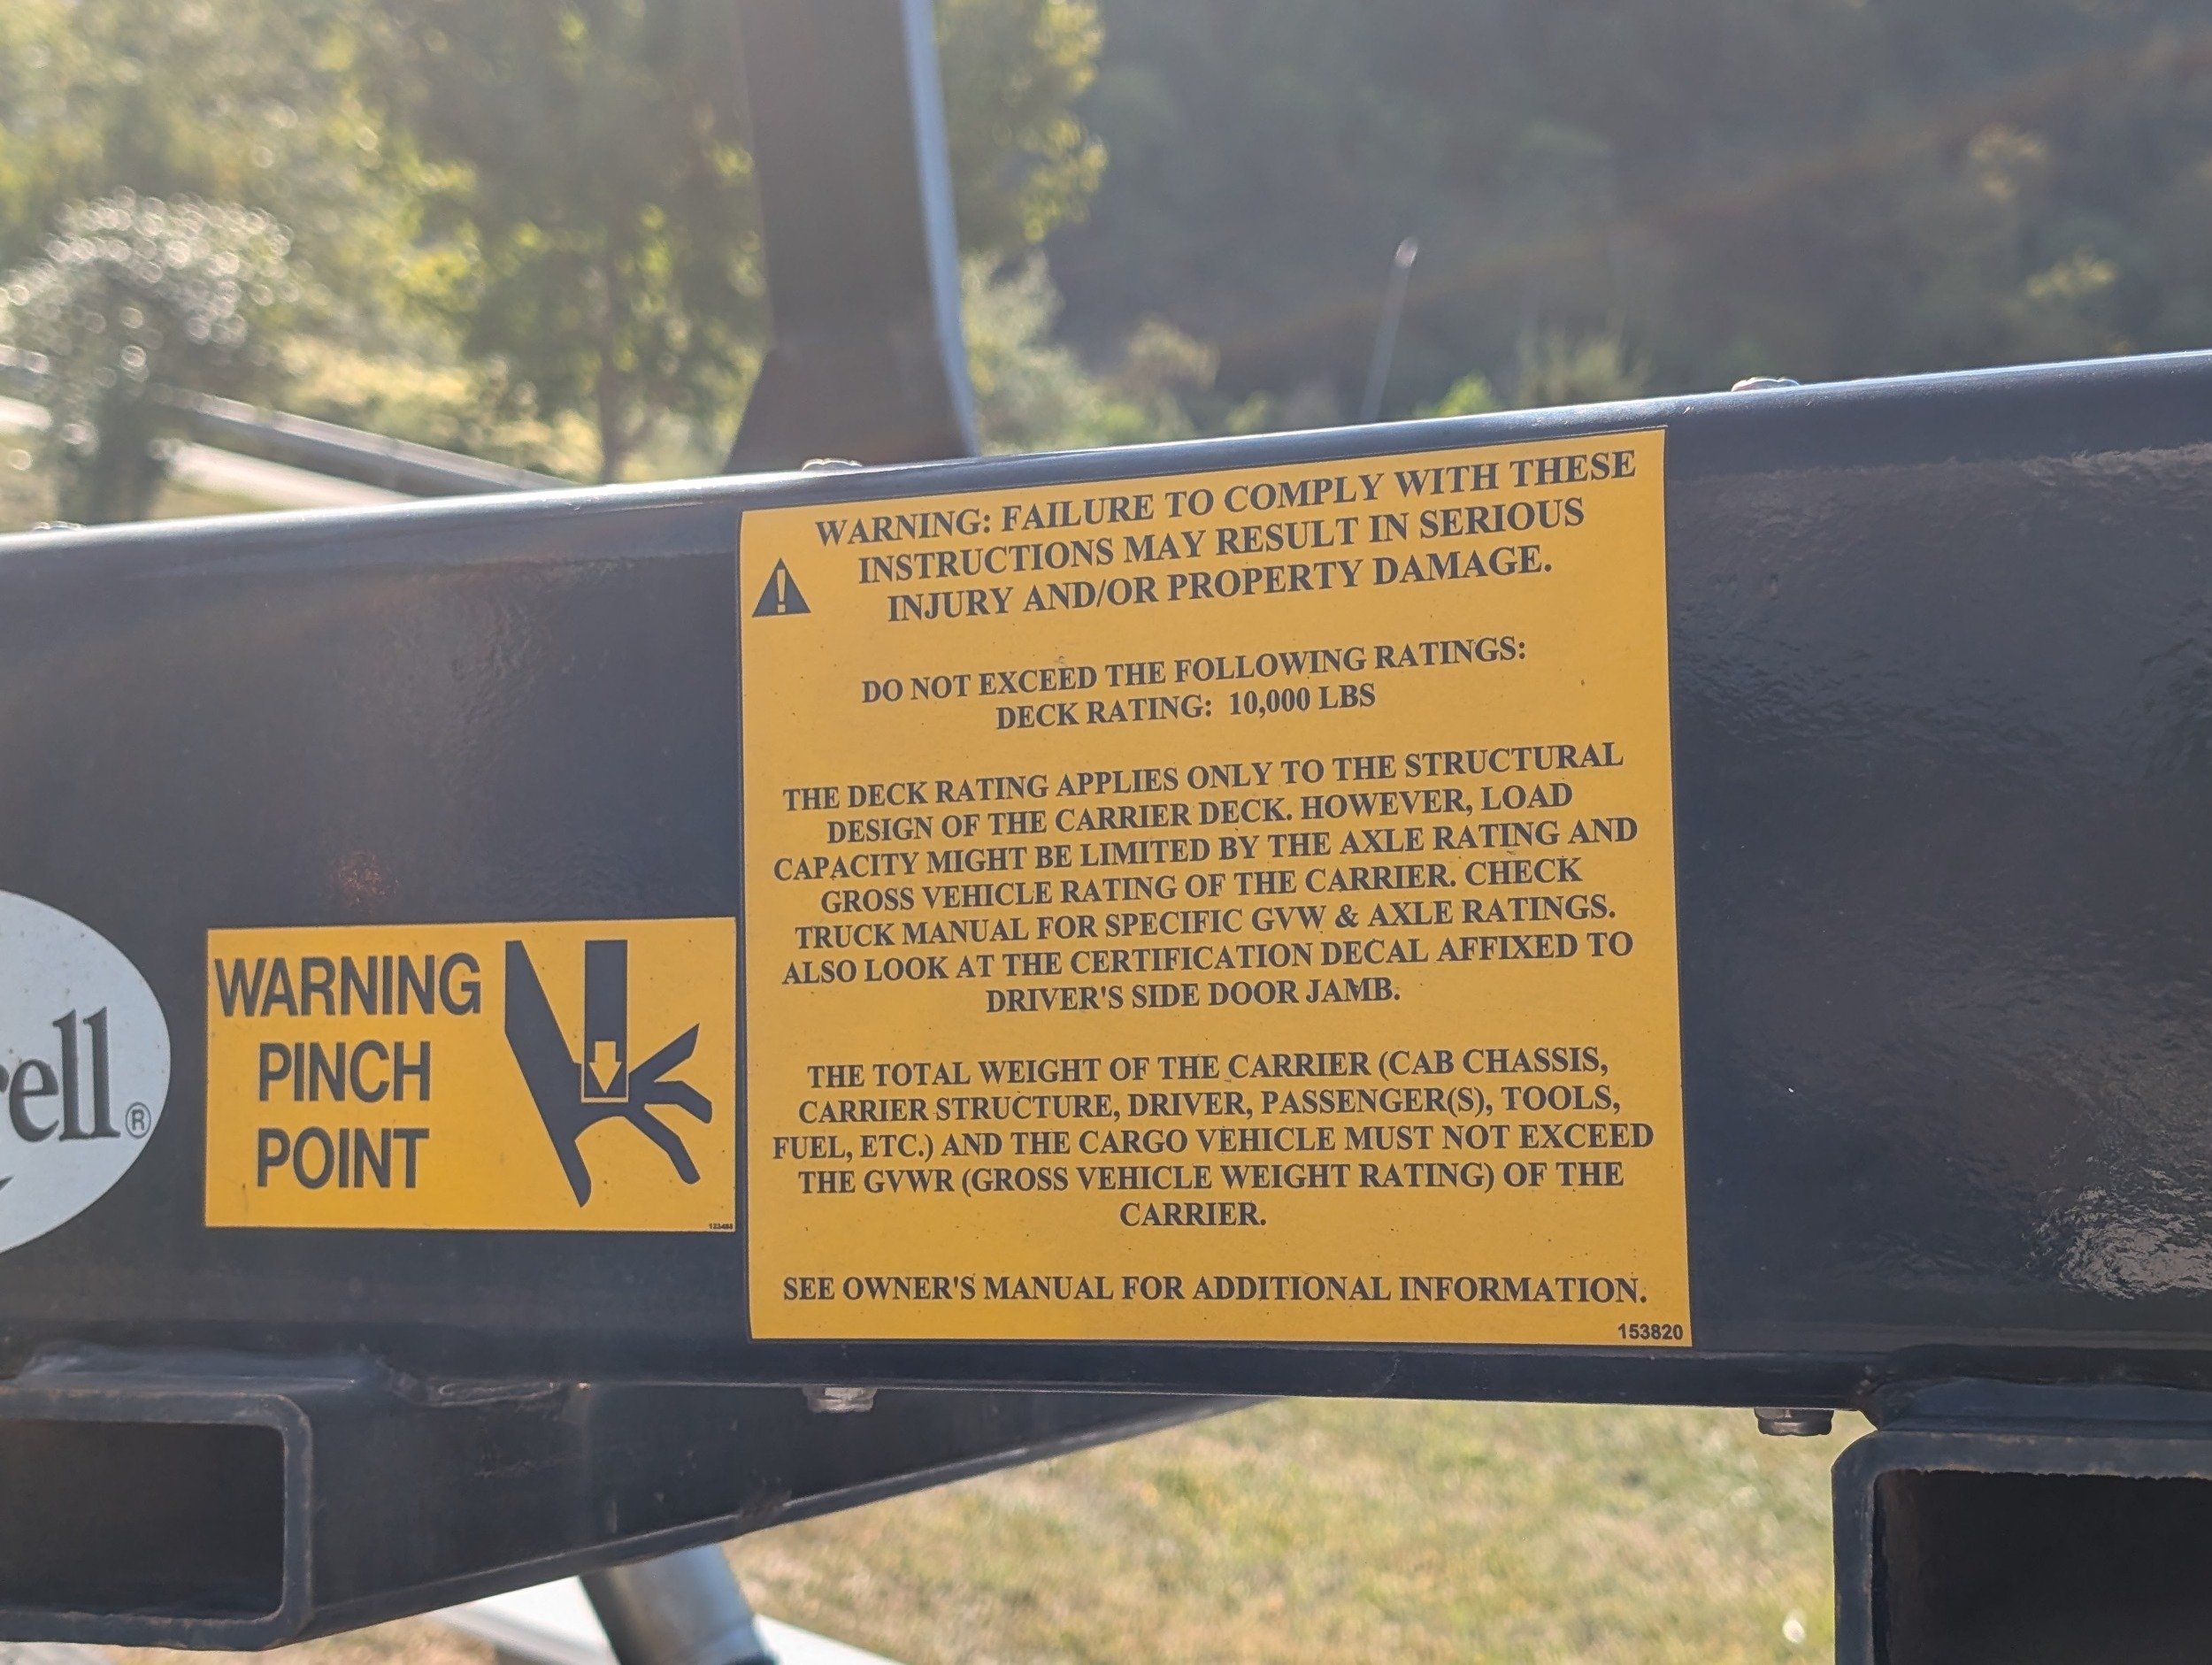 WARNING: FAILURE TO COMPLY WITH THESE
INSTRUCTIONS MAY RESULT IN SERIOUS
INJURY AND/OR PROPERTY DAMAGE.
DO NOT EXCEED THE FOLLOWING RATINGS:
DECK RATING: 10,000 LBS
THE DECK RATING APPLIES ONLY TO THE STRUCTURAL
DESIGN OF THE CARRIER DECK. HOWEVER, LOAD
CAPACITY MIGHT BE LIMITED BY THE AXLE RATING AND
GROSS VEHICLE RATING OF THE CARRIER. CHECK
TRUCK MANUAL FOR SPECIFIC GVW & AXLE RATINGS.
ALSO LOOK AT THE CERTIFICATION DECAL AFFIXED TO
DRIVER'S SIDE DOOR JAMB.
THE TOTAL WEIGHT OF THE CARRIER (CAB CHASSIS,
CARRIER STRUCTURE, DRIVER, PASSENGER(S), TOOLS,
FUEL, ETC.) AND THE CARGO VEHICLE MUST NOT EXCEED
THE GVWR (GROSS VEHICLE WEIGHT RATING) OF THE
CARRIER.
SEE OWNER'S MANUAL FOR ADDITIONAL INFORMATION.
153820
WARNING
PINCH
POINT
ell®